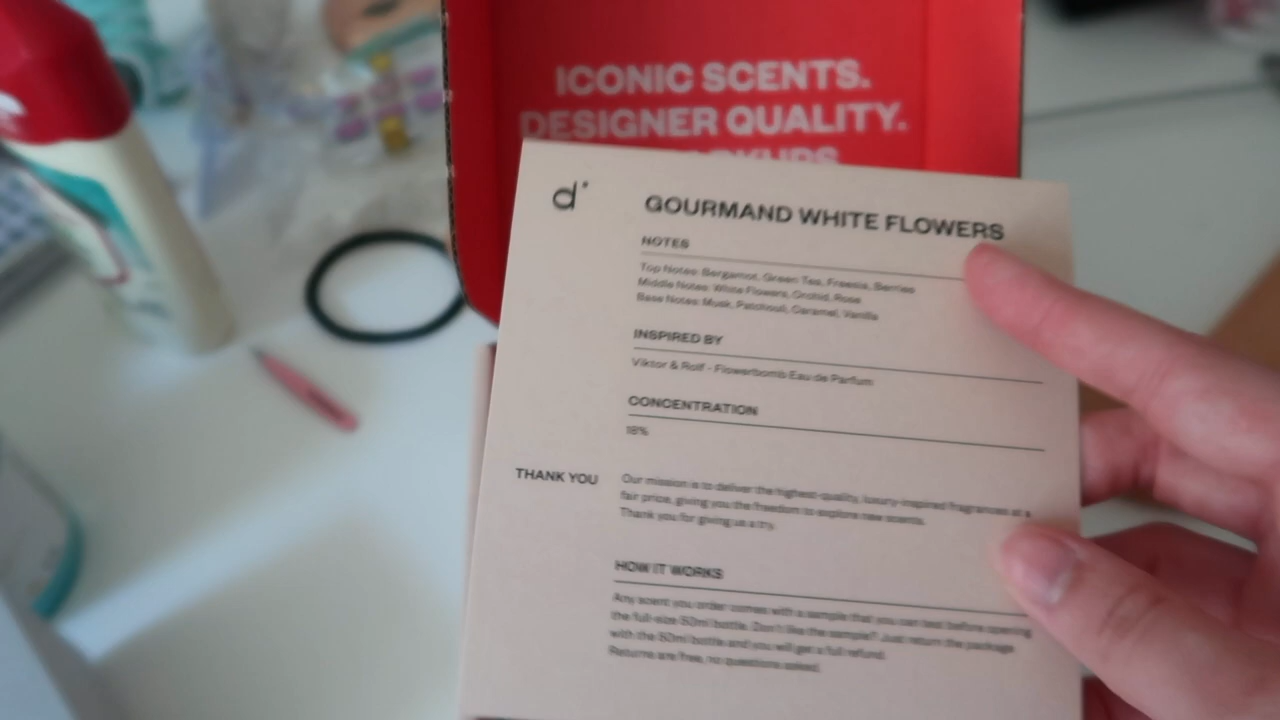 ICONIC SCENTS.
DESIGNER QUALITY.
d'
GOURMAND WHITE FLOWERS
NOTES
Top Notes: Bergamot, Green Tea, Freesia, Berries
Middle Notes: White Flowers, Orchid, Rose
Base Notes: Musk, Patchouli, Caramel, Vanilla
INSPIRED BY
Viktor & Rolf - Flowerbomb Eau de Parfum
CONCENTRATION
18%
THANK YOU
Our mission is to deliver the highest-quality, luxury-inspired fragrances at a
fair price, giving you the freedom to explore new scents.
Thank you for giving us a try.
HOW IT WORKS
Any scent you order comes with a sample that you can test before opening
the full-size 50ml bottle. Don't like the sample? Just return the package
with the 50ml bottle and you will get a full refund.
Returns are free, no questions asked.